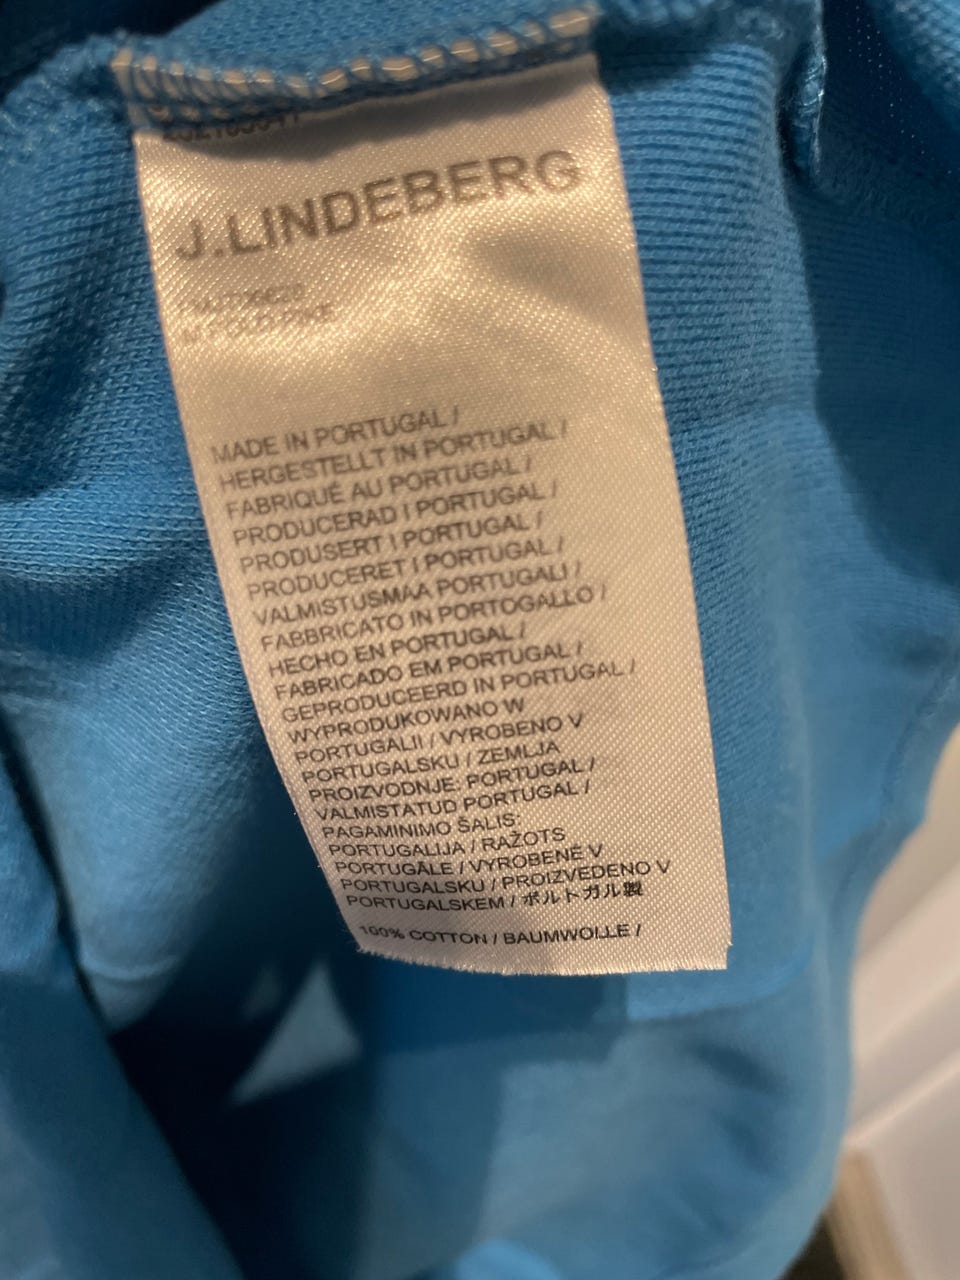 J.LINDEBERG
M POLO PIKE
MADE IN PORTUGAL /
HERGESTELLT IN PORTUGAL /
FABRIQUÉ AU PORTUGAL /
PRODUCERAD I PORTUGAL /
PRODUSERT I PORTUGAL /
PRODUCERET I PORTUGAL /
VALMISTUSMAA PORTUGALI /
FABBRICATO IN PORTOGALLO /
HECHO EN PORTUGAL /
FABRICADO EM PORTUGAL /
GEPRODUCEERD IN PORTUGAL /
WYPRODUKOWANO W
PORTUGALII / VYROBENO V
PORTUGALSKU / ZEMLJA
PROIZVODNJE: PORTUGAL /
VALMISTATUD PORTUGAL /
PAGAMINIMO ŠALIS:
PORTUGALIJA / RAŽOTS
PORTUGĀLE / VYROBENÉ V
PORTUGALSKU / PROIZVEDENO V
PORTUGALSKEM / ポルトガル製
100% COTTON / BAUMWOLLE /